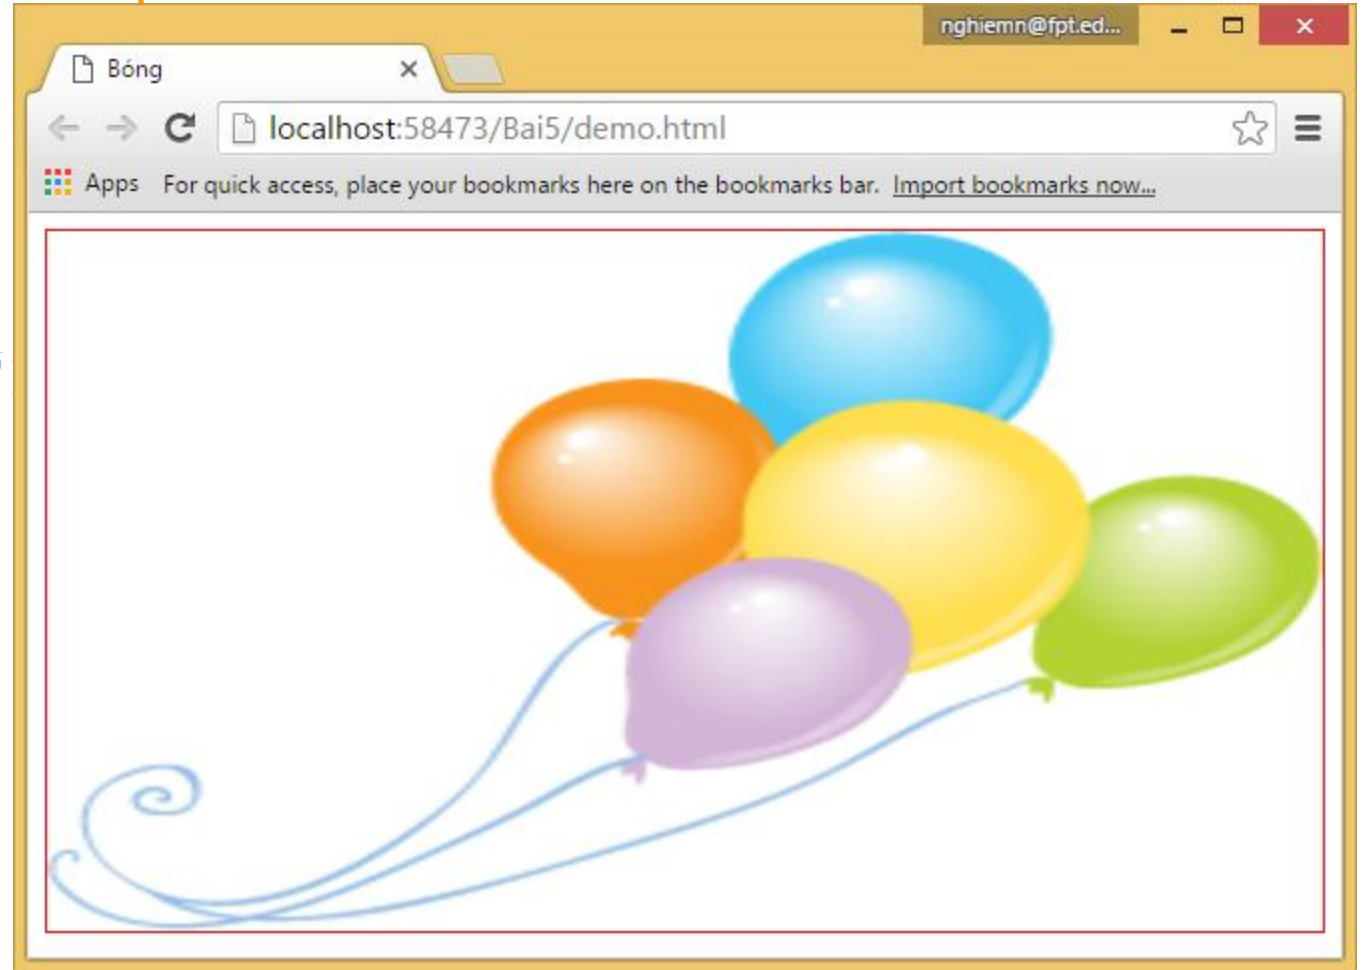 nghiemn@fpt.ed...
Bóng
localhost:58473/Bai5/demo.html
Apps For quick access, place your bookmarks here on the bookmarks bar. Import bookmarks now...